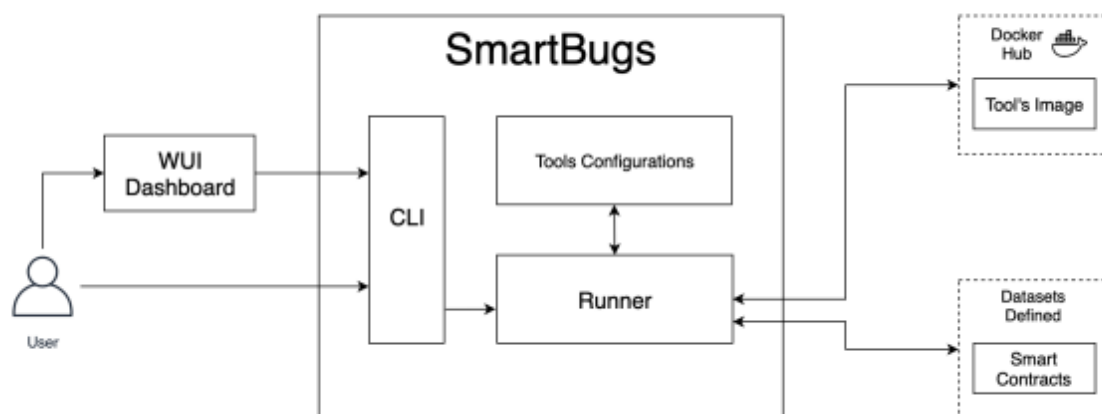 SmartBugs
WUI
Dashboard
User
CLI
Tools Configurations
Runner
Docker
Hub
Tool's Image
Datasets
Defined
Smart
Contracts